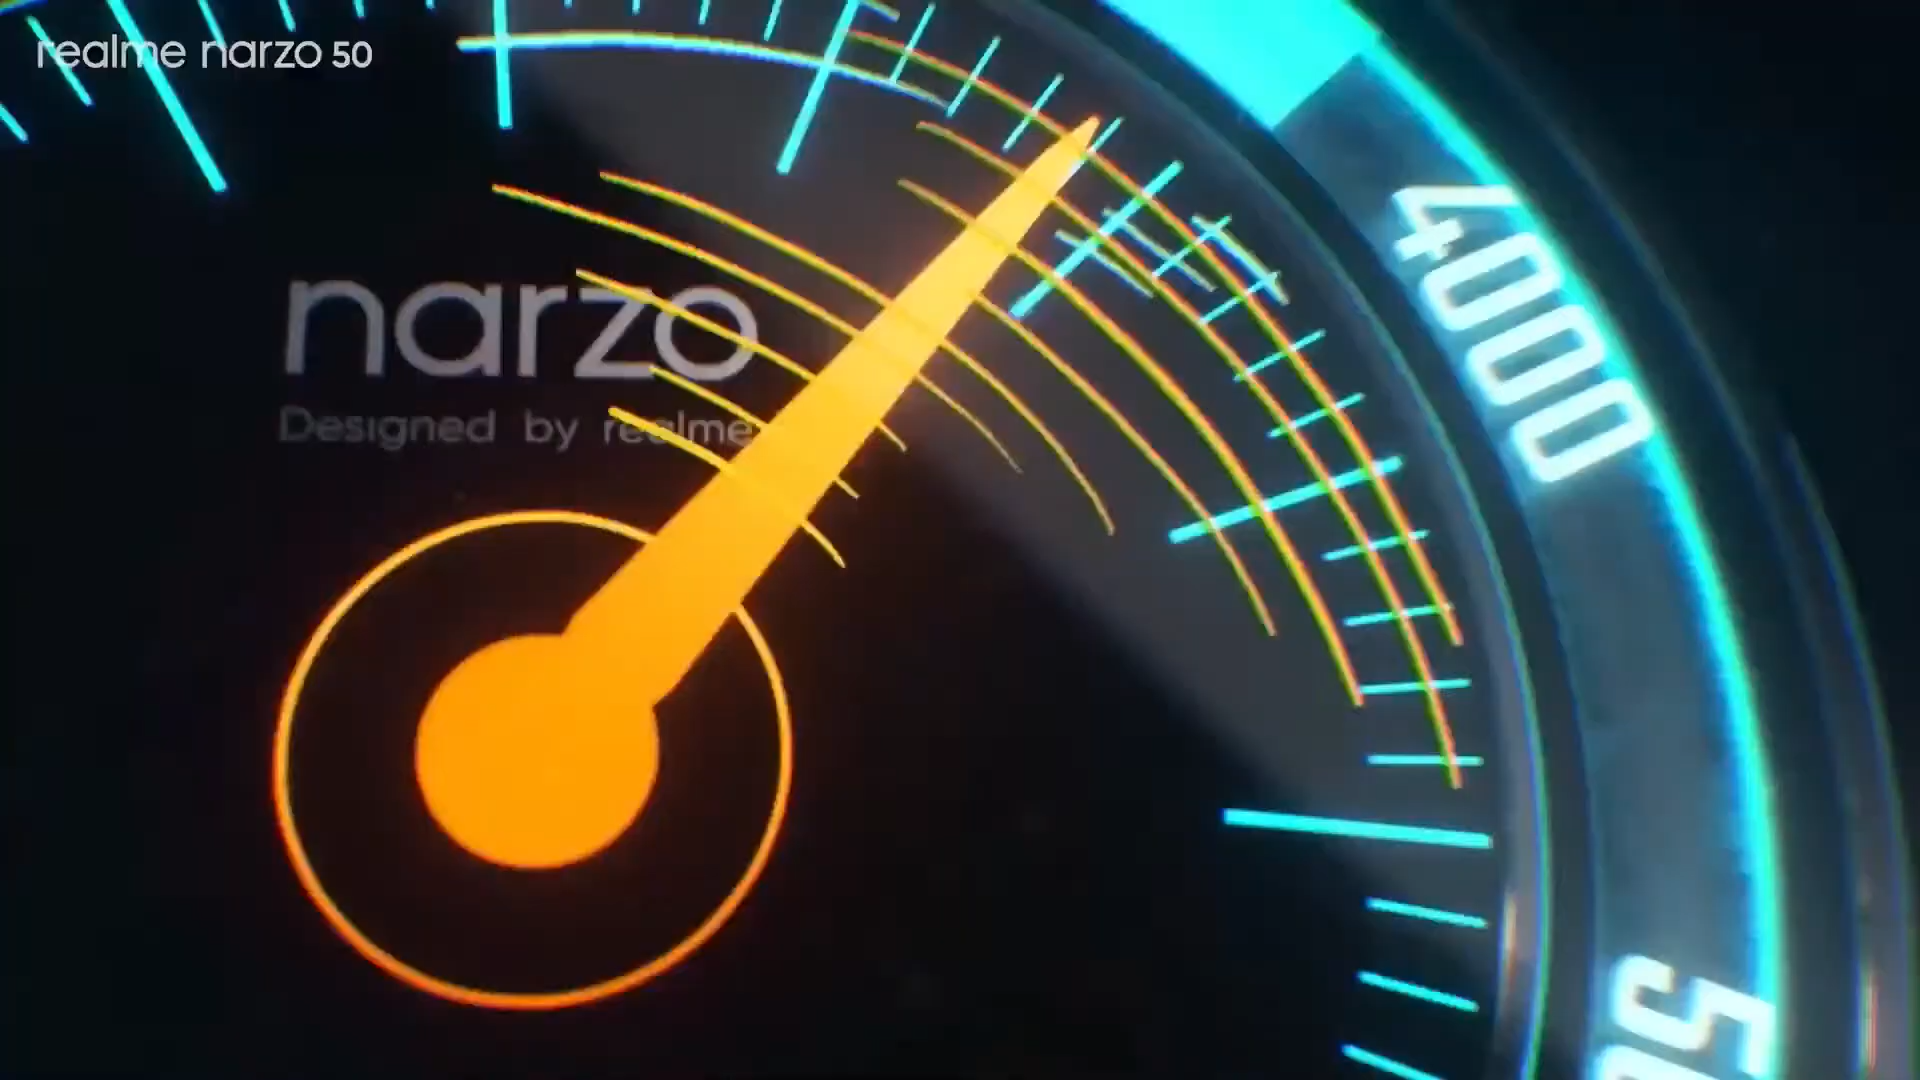 realme narzo 50
narzo
Designed by realme
4000